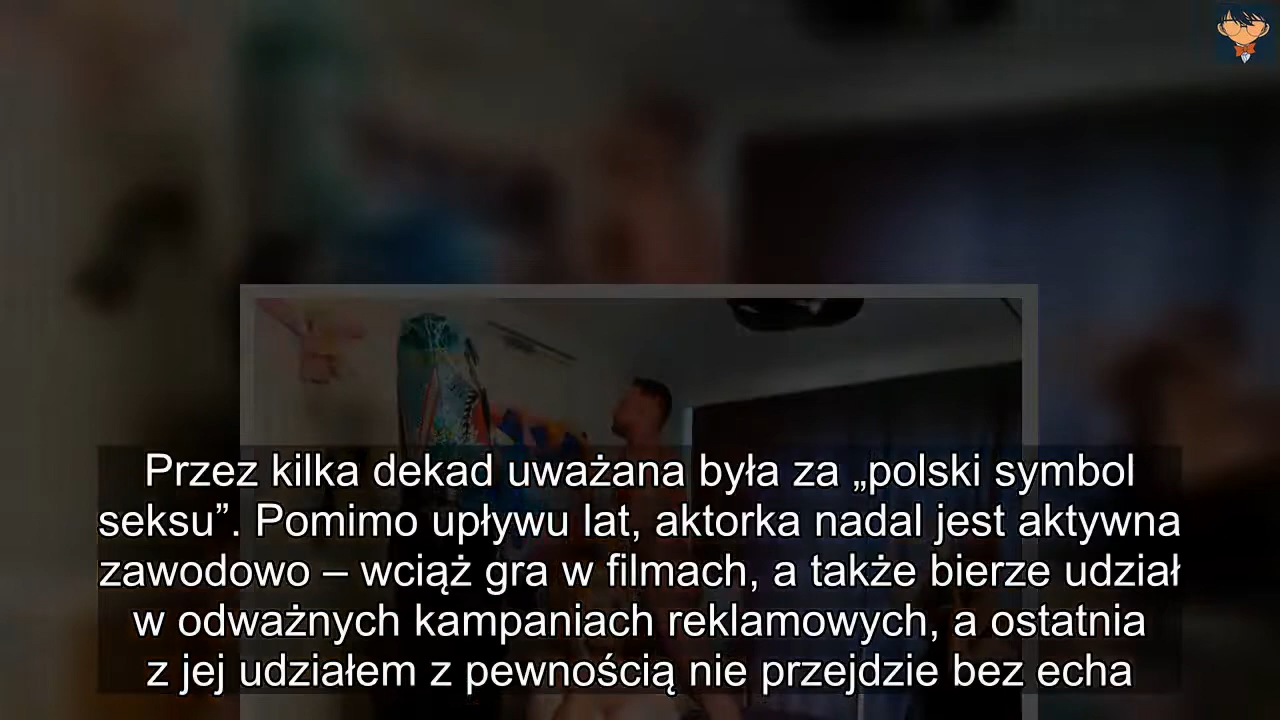 Przez kilka dekad uważana była za „polski symbol
seksu”. Pomimo upływu lat, aktorka nadal jest aktywna
zawodowo – wciąż gra w filmach, a także bierze udział
w odważnych kampaniach reklamowych, a ostatnia
z jej udziałem z pewnością nie przejdzie bez echa